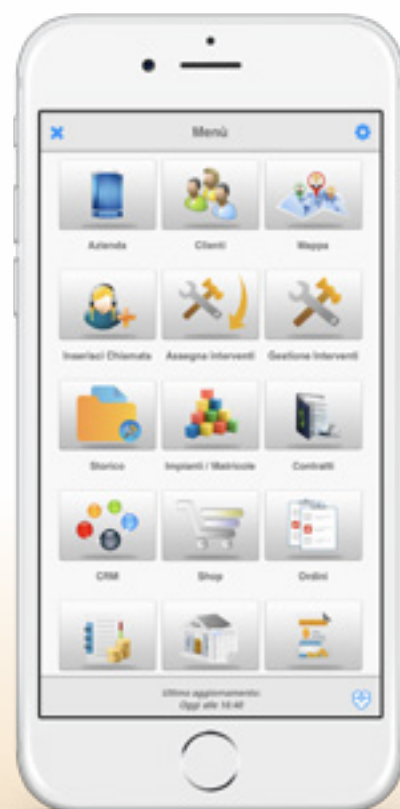 Menù
Azienda
Clienti
Mappa
Inserisci Chiamata
Assegna interventi
Gestione Interventi
Storico
Impianti / Matricole
Contratti
CRM
Shop
Ordini
Ultimo aggiornamento:
Oggi alle 16:40